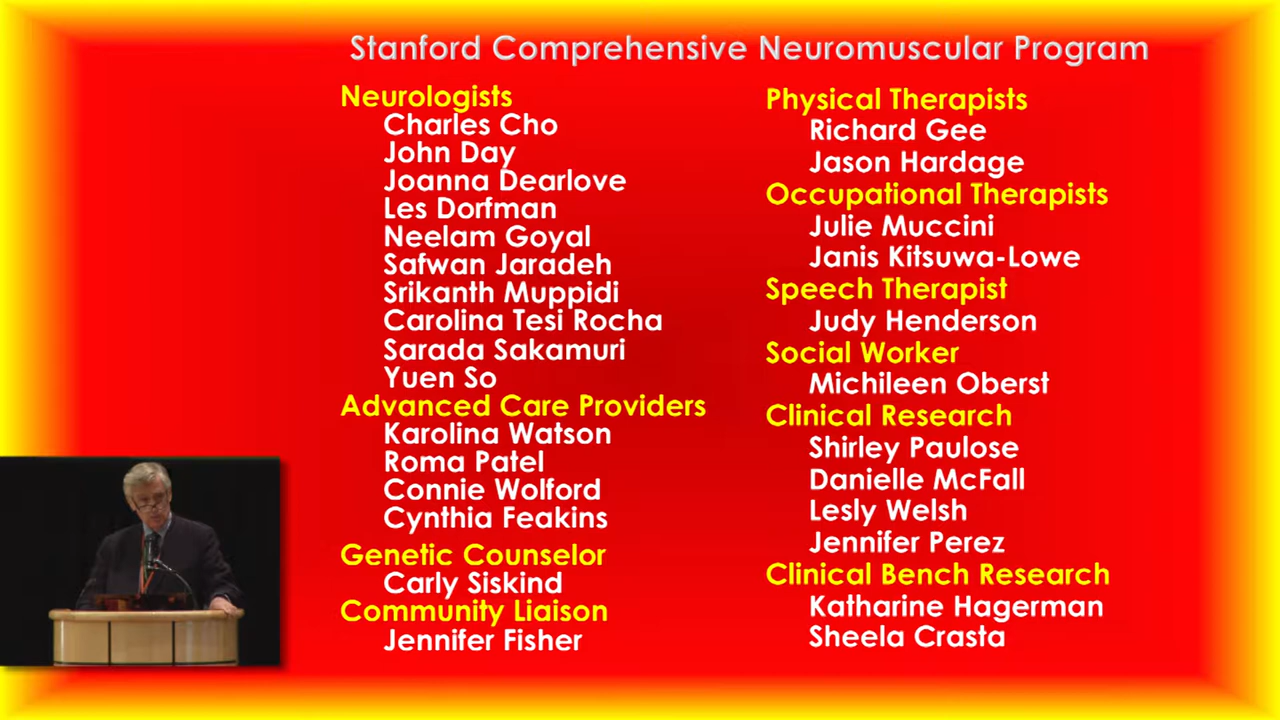 Stanford Comprehensive Neuromuscular Program
Neurologists
Charles Cho
John Day
Joanna Dearlove
Les Dorfman
Neelam Goyal
Safwan Jaradeh
Srikanth Muppidi
Carolina Tesi Rocha
Sarada Sakamuri
Yuen So
Advanced Care Providers
Karolina Watson
Roma Patel
Connie Wolford
Cynthia Feakins
Genetic Counselor
Carly Siskind
Community Liaison
Jennifer Fisher
Physical Therapists
Richard Gee
Jason Hardage
Occupational Therapists
Julie Muccini
Janis Kitsuwa-Lowe
Speech Therapist
Judy Henderson
Social Worker
Michileen Oberst
Clinical Research
Shirley Paulose
Danielle McFall
Lesly Welsh
Jennifer Perez
Clinical Bench Research
Katharine Hagerman
Sheela Crasta